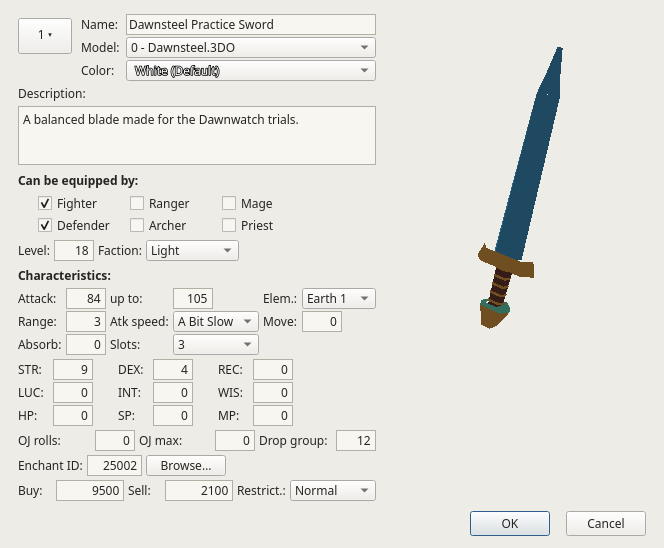 1
Name: Dawnsteel Practice Sword
Model: 0 - Dawnsteel.3DO
Color: White (Default)
Description:
A balanced blade made for the Dawnwatch trials.
Can be equipped by:
Fighter Ranger Mage
Defender Archer Priest
Level: 18 Faction: Light
Characteristics:
Attack: 84 up to: 105 Elem.: Earth 1
Range: 3 Atk speed: A Bit Slow Move: 0
Absorb: 0 Slots: 3
STR: 9 DEX: 4 REC: 0
LUC: 0 INT: 0 WIS: 0
HP: 0 SP: 0 MP: 0
OJ rolls: 0 OJ max: 0 Drop group: 12
Enchant ID: 25002 Browse...
Buy: 9500 Sell: 2100 Restrict.: Normal
OK Cancel